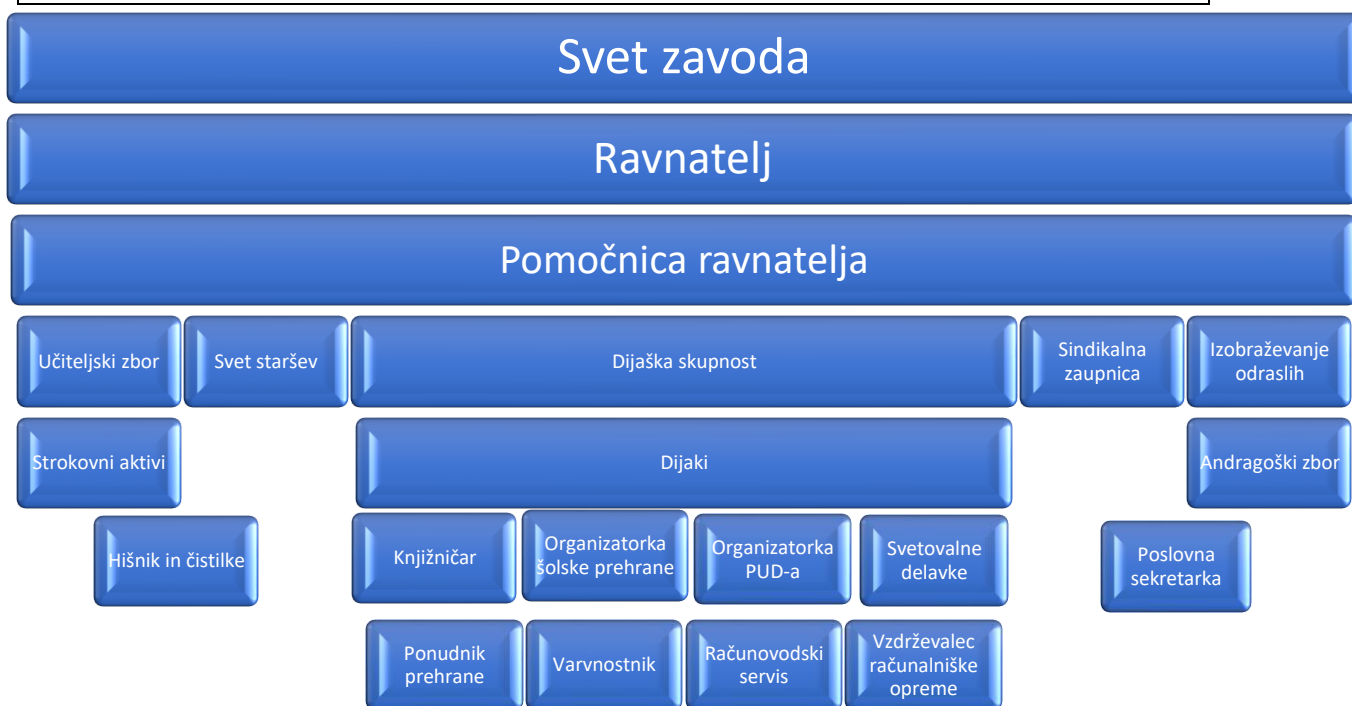 Svet zavoda
Ravnatelj
Pomočnica ravnatelja
Učiteljski zbor
Svet staršev
Dijaška skupnost
Sindikalna
zaupnica
Izobraževanje
odraslih
Strokovni aktivi
Dijaki
Andragoški zbor
Hišnik in čistilke
Knjižničar
Organizatorka
šolske prehrane
Organizatorka
PUD-a
Svetovalne
delavke
Poslovna
sekretarka
Ponudnik
prehrane
Varvnostnik
Računovodski
servis
Vzdrževalec
računalniške
opreme